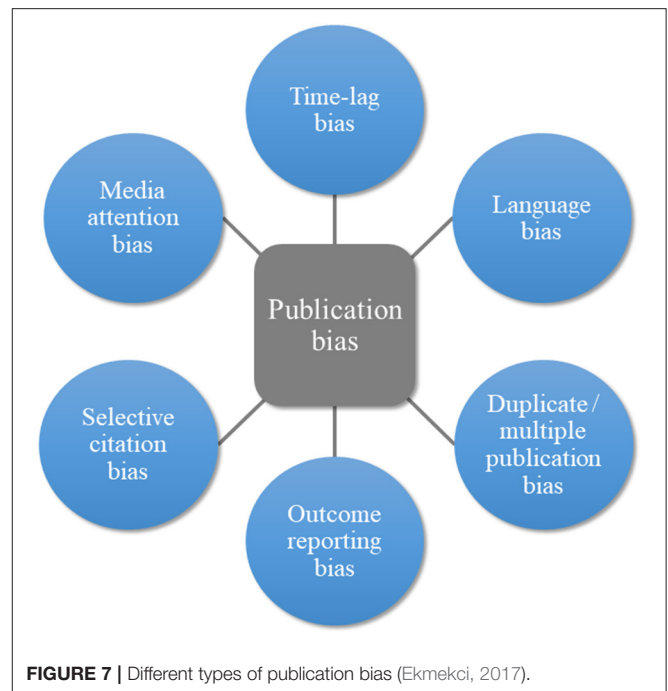 Time-lag
bias
Media
attention
bias
Language
bias
Publication
bias
Selective
citation
bias
Duplicate /
multiple
publication
bias
Outcome
reporting
bias
FIGURE 7 | Different types of publication bias (Ekmekci, 2017).